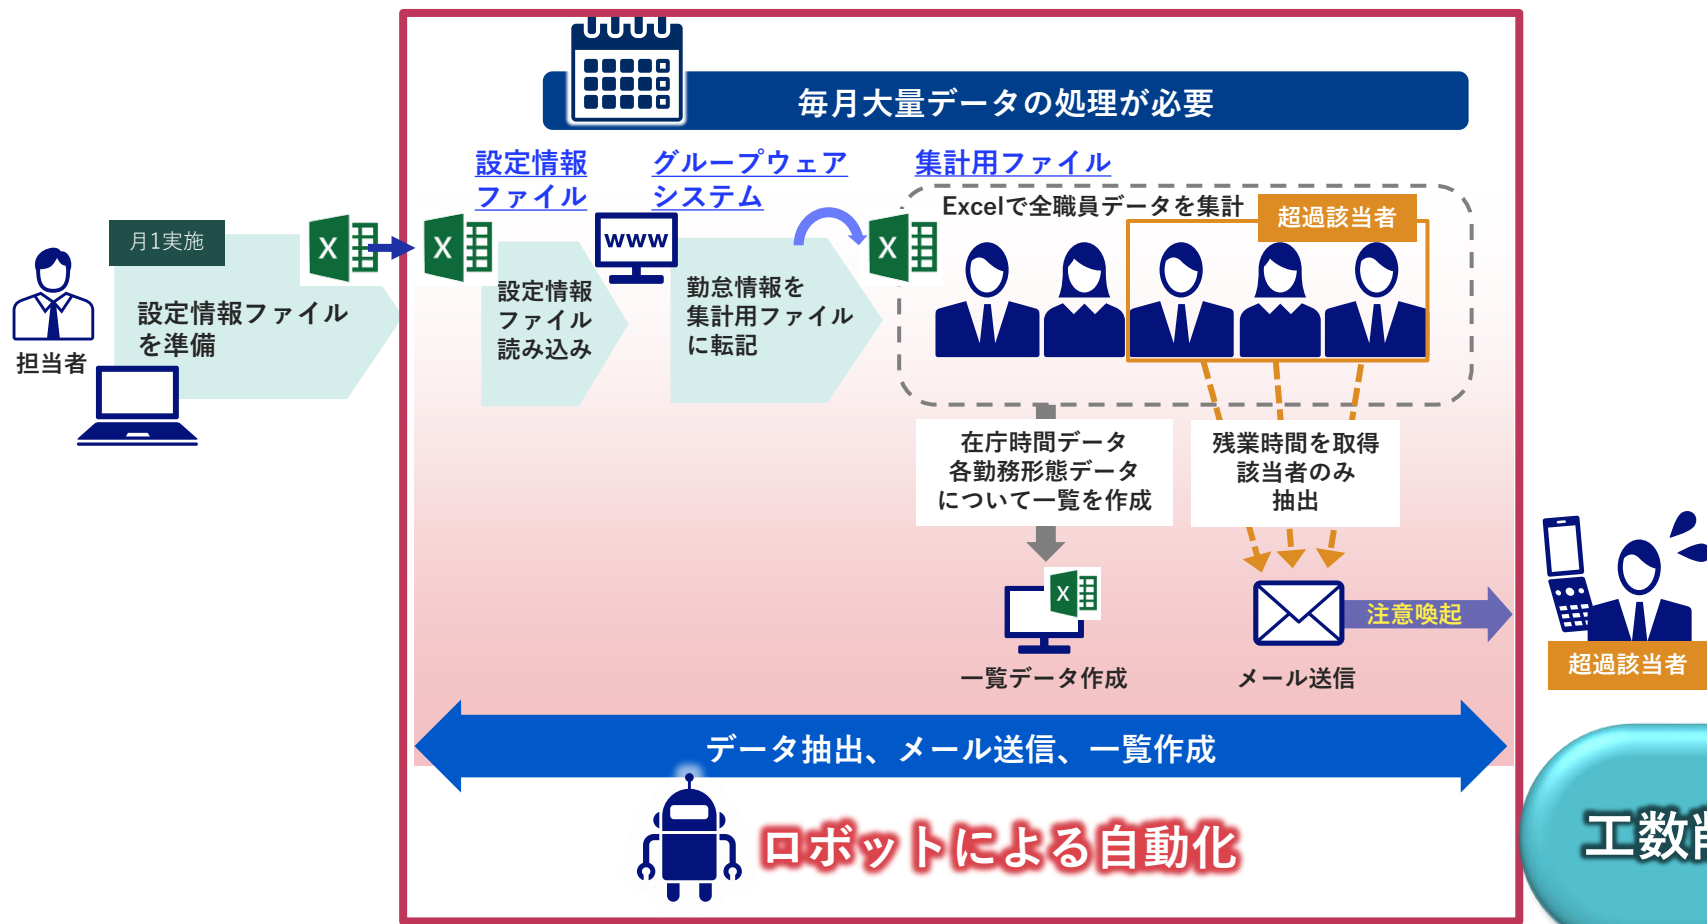 毎月大量データの処理が必要
設定情報
ファイル
グループウェア
システム
集計用ファイル
月1実施
設定情報ファイル
を準備
担当者
X
X
設定情報
ファイル
読み込み
www
勤怠情報を
集計用ファイル
に転記
X
Excelで全職員データを集計
超過該当者
在庁時間データ
各勤務形態データ
について一覧を作成
残業時間を取得
該当者のみ
抽出
X
一覧データ作成
メール送信
注意喚起
超過該当者
データ抽出、メール送信、一覧作成
ロボットによる自動化
工数削